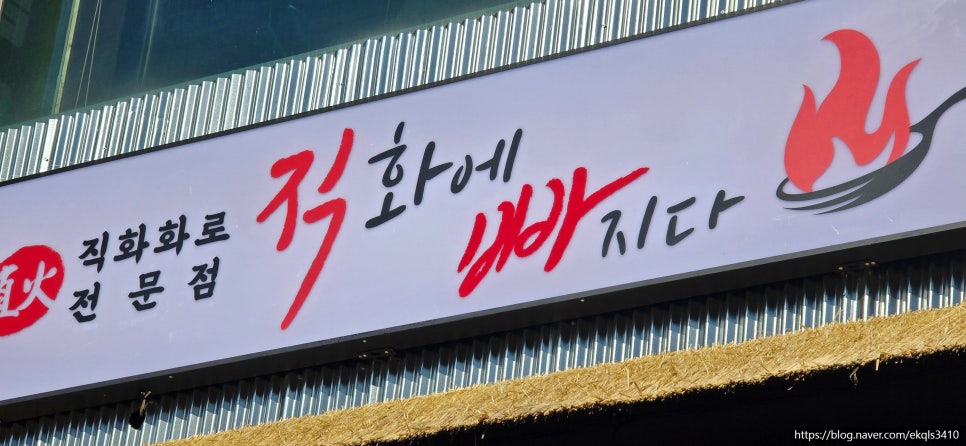 直火
직화화로
전문점
직화에
빠지다
https://blog.naver.com/ekqls3410